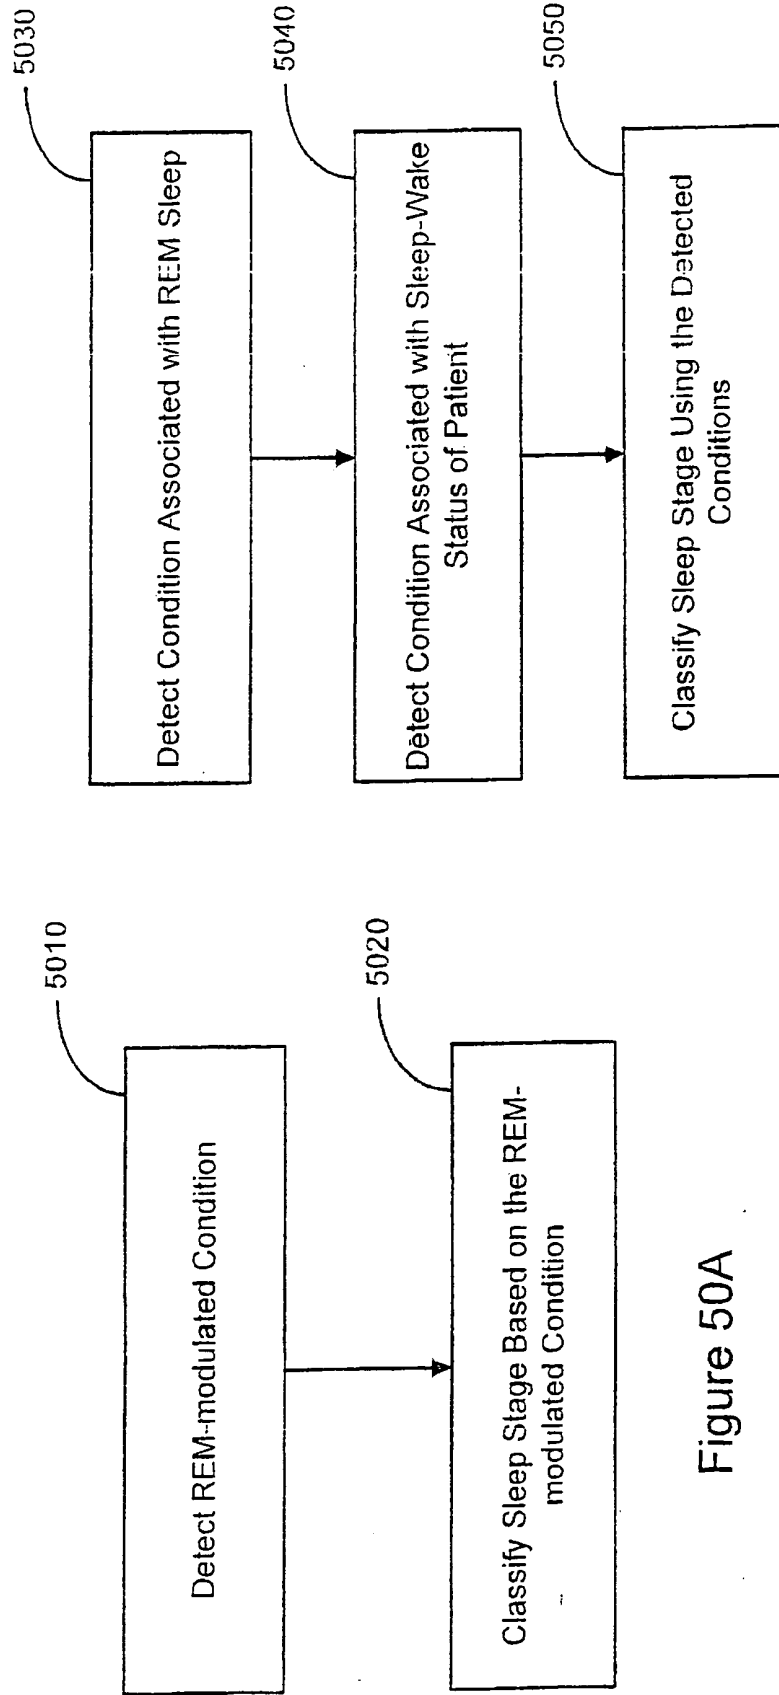 5010
Detect REM-modulated Condition
5020
Classify Sleep Stage Based on the REM-
modulated Condition
Figure 50A
5030
Detect Condition Associated with REM Sleep
5040
Detect Condition Associated with Sleep-Wake
Status of Patient
5050
Classify Sleep Stage Using the Detected
Conditions